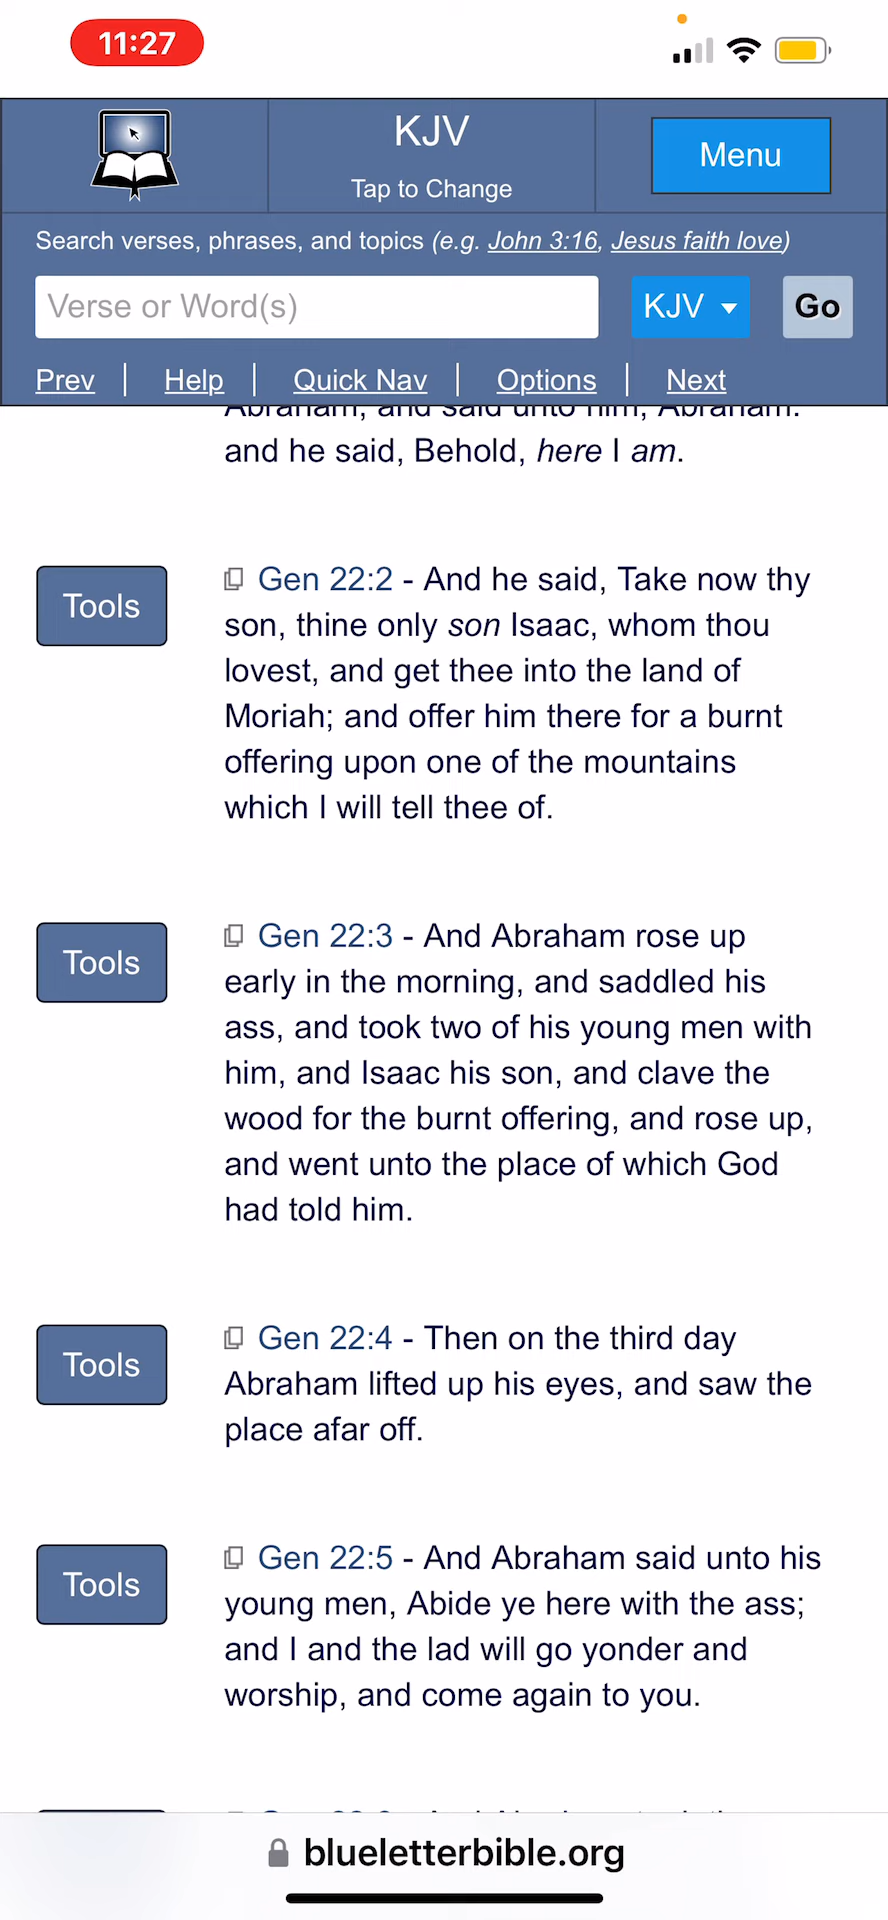 11:27
KJV
Tap to Change
Menu
Search verses, phrases, and topics (e.g. John 3:16, Jesus faith love)
Verse or Word(s)
KJV
Go
Prev | Help | Quick Nav | Options | Next
Abraham, and said unto him, Abraham:
and he said, Behold, here I am.
Tools
Gen 22:2 - And he said, Take now thy
son, thine only son Isaac, whom thou
lovest, and get thee into the land of
Moriah; and offer him there for a burnt
offering upon one of the mountains
which I will tell thee of.
Tools
Gen 22:3 - And Abraham rose up
early in the morning, and saddled his
ass, and took two of his young men with
him, and Isaac his son, and clave the
wood for the burnt offering, and rose up,
and went unto the place of which God
had told him.
Tools
Gen 22:4 - Then on the third day
Abraham lifted up his eyes, and saw the
place afar off.
Tools
Gen 22:5 - And Abraham said unto his
young men, Abide ye here with the ass;
and I and the lad will go yonder and
worship, and come again to you.
blueletterbible.org